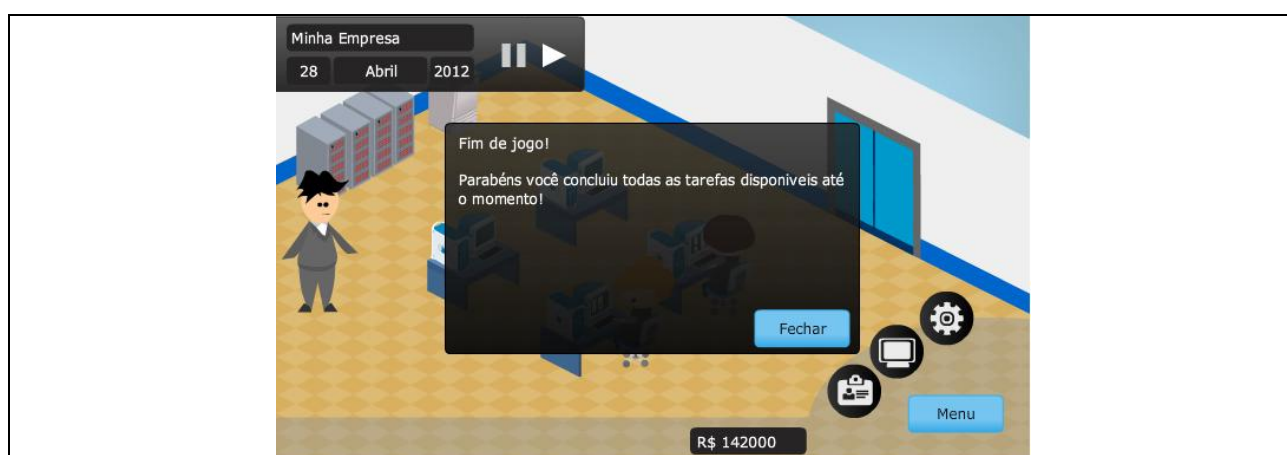 Minha Empresa
28 Abril 2012
Fim de jogo!
Parabéns você concluiu todas as tarefas disponiveis até
o momento!
Fechar
Menu
R$ 142000